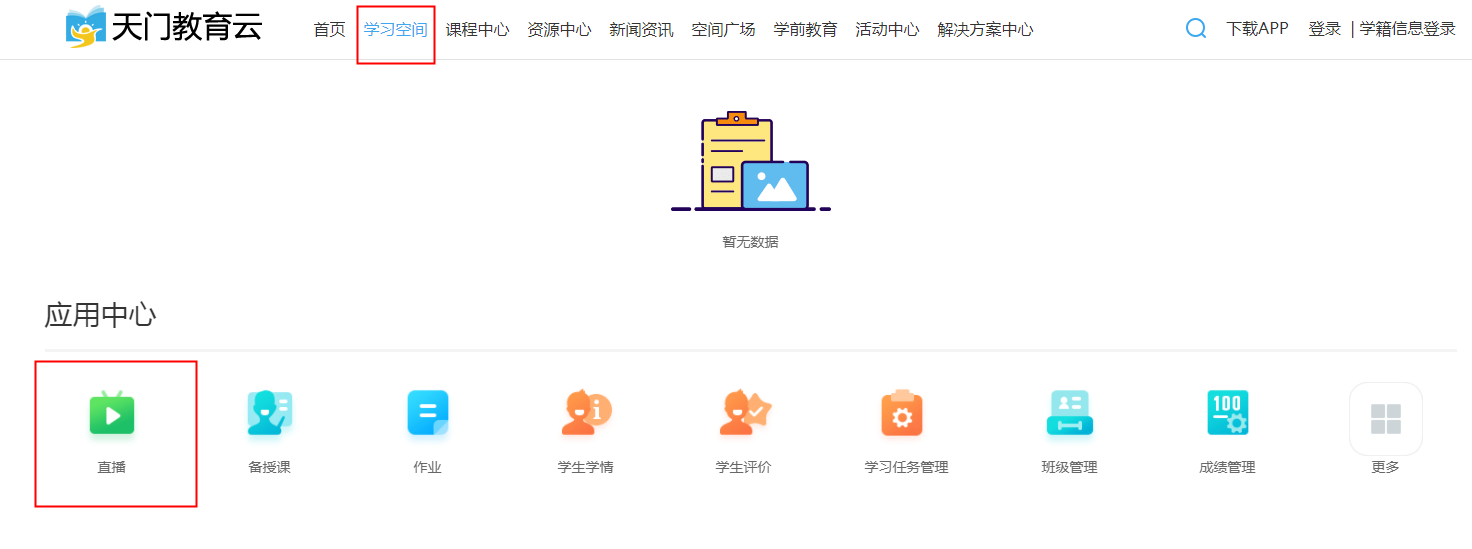 天门教育云 首页 学习空间 课程中心 资源中心 新闻资讯 空间广场 学前教育 活动中心 解决方案中心 下载APP 登录 | 学籍信息登录
暂无数据
应用中心
i 100
直播 备授课 作业 学生学情 学生评价 学习任务管理 班级管理 成绩管理 更多